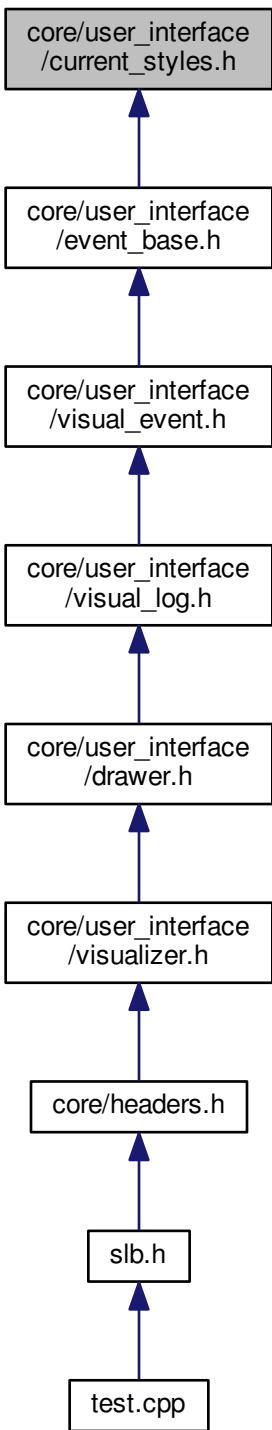 core/user_interface
/current_styles.h
core/user_interface
/event_base.h
core/user_interface
/visual_event.h
core/user_interface
/visual_log.h
core/user_interface
/drawer.h
core/user_interface
/visualizer.h
core/headers.h
slb.h
test.cpp